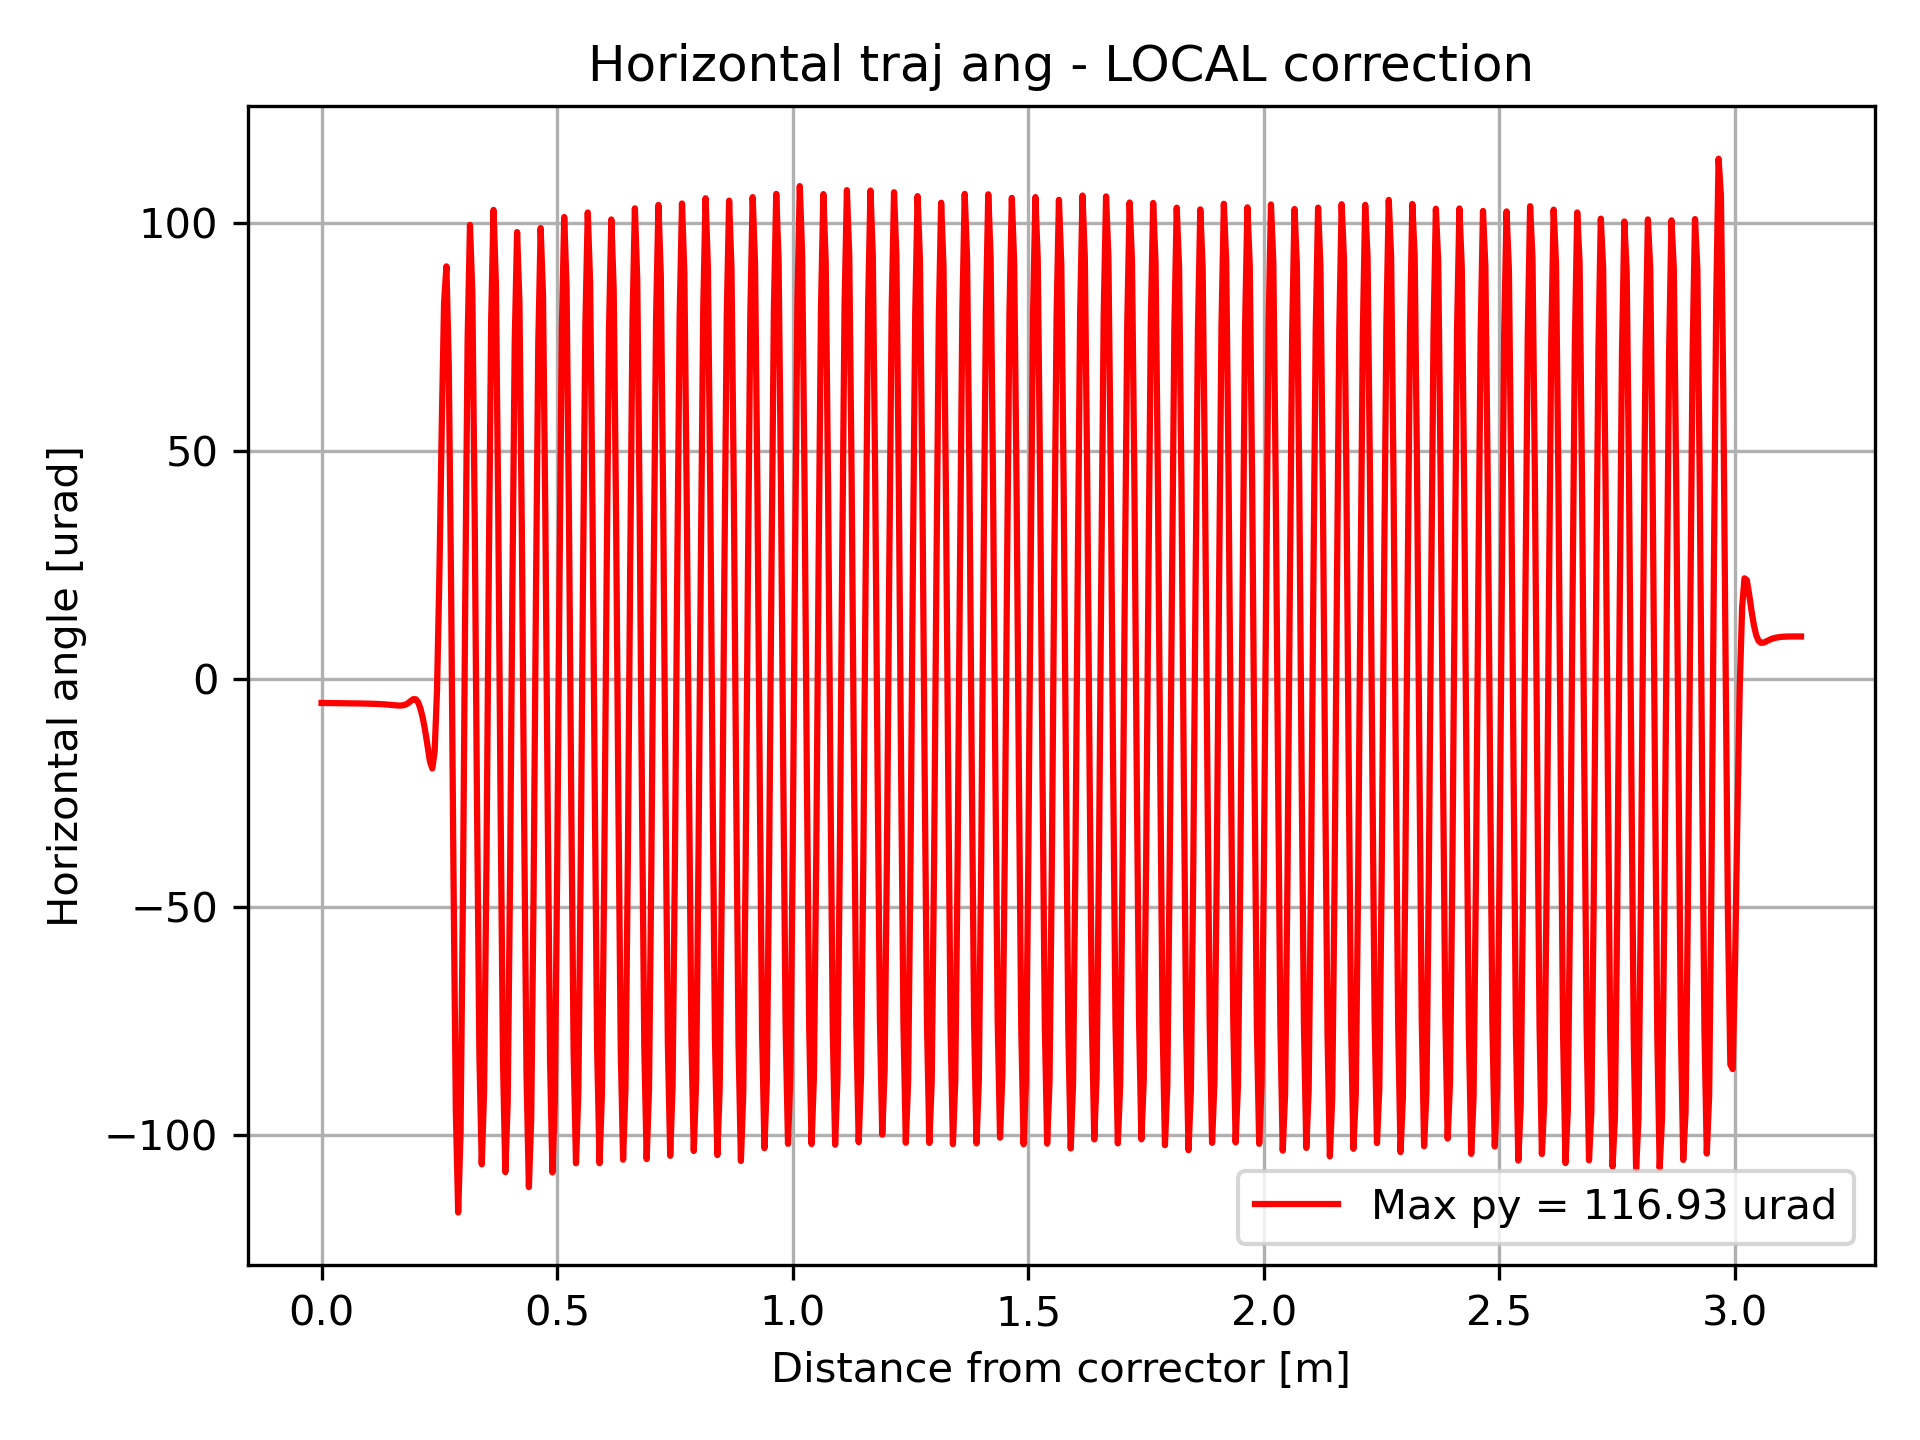 Horizontal traj ang - LOCAL correction
Horizontal angle [urad]
100
50
0
−50
−100
Max py = 116.93 urad
0.0 0.5 1.0 1.5 2.0 2.5 3.0
Distance from corrector [m]